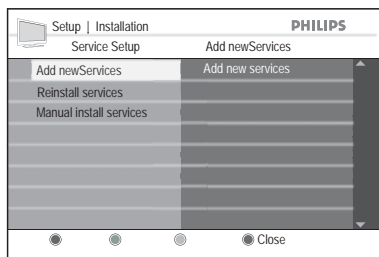 Setup | Installation PHILIPS
Service Setup Add newServices
Add newServices Add new services
Reinstall services
Manual install services
Close